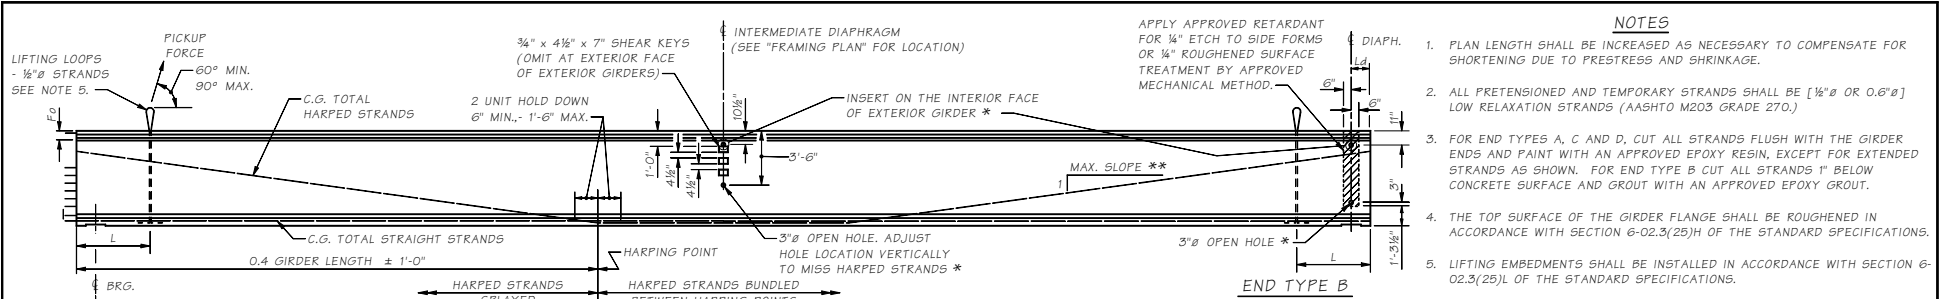 PICKUP
FORCE
LIFTING LOOPS
- ½"ø STRANDS
SEE NOTE 5.
60° MIN.
90° MAX.
Fo
C.G. TOTAL
HARPED STRANDS
2 UNIT HOLD DOWN
6" MIN.,- 1'-6" MAX.
¾" x 4½" x 7" SHEAR KEYS
(OMIT AT EXTERIOR FACE
OF EXTERIOR GIRDERS)
℄ INTERMEDIATE DIAPHRAGM
(SEE "FRAMING PLAN" FOR LOCATION)
10½"
1'-0"
4½"
4½"
3'-6"
INSERT ON THE INTERIOR FACE
OF EXTERIOR GIRDER *
APPLY APPROVED RETARDANT
FOR ¼" ETCH TO SIDE FORMS
OR ¼" ROUGHENED SURFACE
TREATMENT BY APPROVED
MECHANICAL METHOD.
℄ DIAPH.
Ld
6"
6"
11"
MAX. SLOPE **
1
3"
1'-3½"
3"ø OPEN HOLE *
L
END TYPE B
L
C.G. TOTAL STRAIGHT STRANDS
0.4 GIRDER LENGTH ± 1'-0"
HARPING POINT
3"ø OPEN HOLE. ADJUST
HOLE LOCATION VERTICALLY
TO MISS HARPED STRANDS *
℄ BRG.
HARPED STRANDS
SPLAYED
HARPED STRANDS BUNDLED
BETWEEN HARPING POINTS
NOTES
1. PLAN LENGTH SHALL BE INCREASED AS NECESSARY TO COMPENSATE FOR
SHORTENING DUE TO PRESTRESS AND SHRINKAGE.
2. ALL PRETENSIONED AND TEMPORARY STRANDS SHALL BE [½"ø OR 0.6"ø]
LOW RELAXATION STRANDS (AASHTO M203 GRADE 270.)
3. FOR END TYPES A, C AND D, CUT ALL STRANDS FLUSH WITH THE GIRDER
ENDS AND PAINT WITH AN APPROVED EPOXY RESIN, EXCEPT FOR EXTENDED
STRANDS AS SHOWN. FOR END TYPE B CUT ALL STRANDS 1" BELOW
CONCRETE SURFACE AND GROUT WITH AN APPROVED EPOXY GROUT.
4. THE TOP SURFACE OF THE GIRDER FLANGE SHALL BE ROUGHENED IN
ACCORDANCE WITH SECTION 6-02.3(25)H OF THE STANDARD SPECIFICATIONS.
5. LIFTING EMBEDMENTS SHALL BE INSTALLED IN ACCORDANCE WITH SECTION 6-
02.3(25)L OF THE STANDARD SPECIFICATIONS.